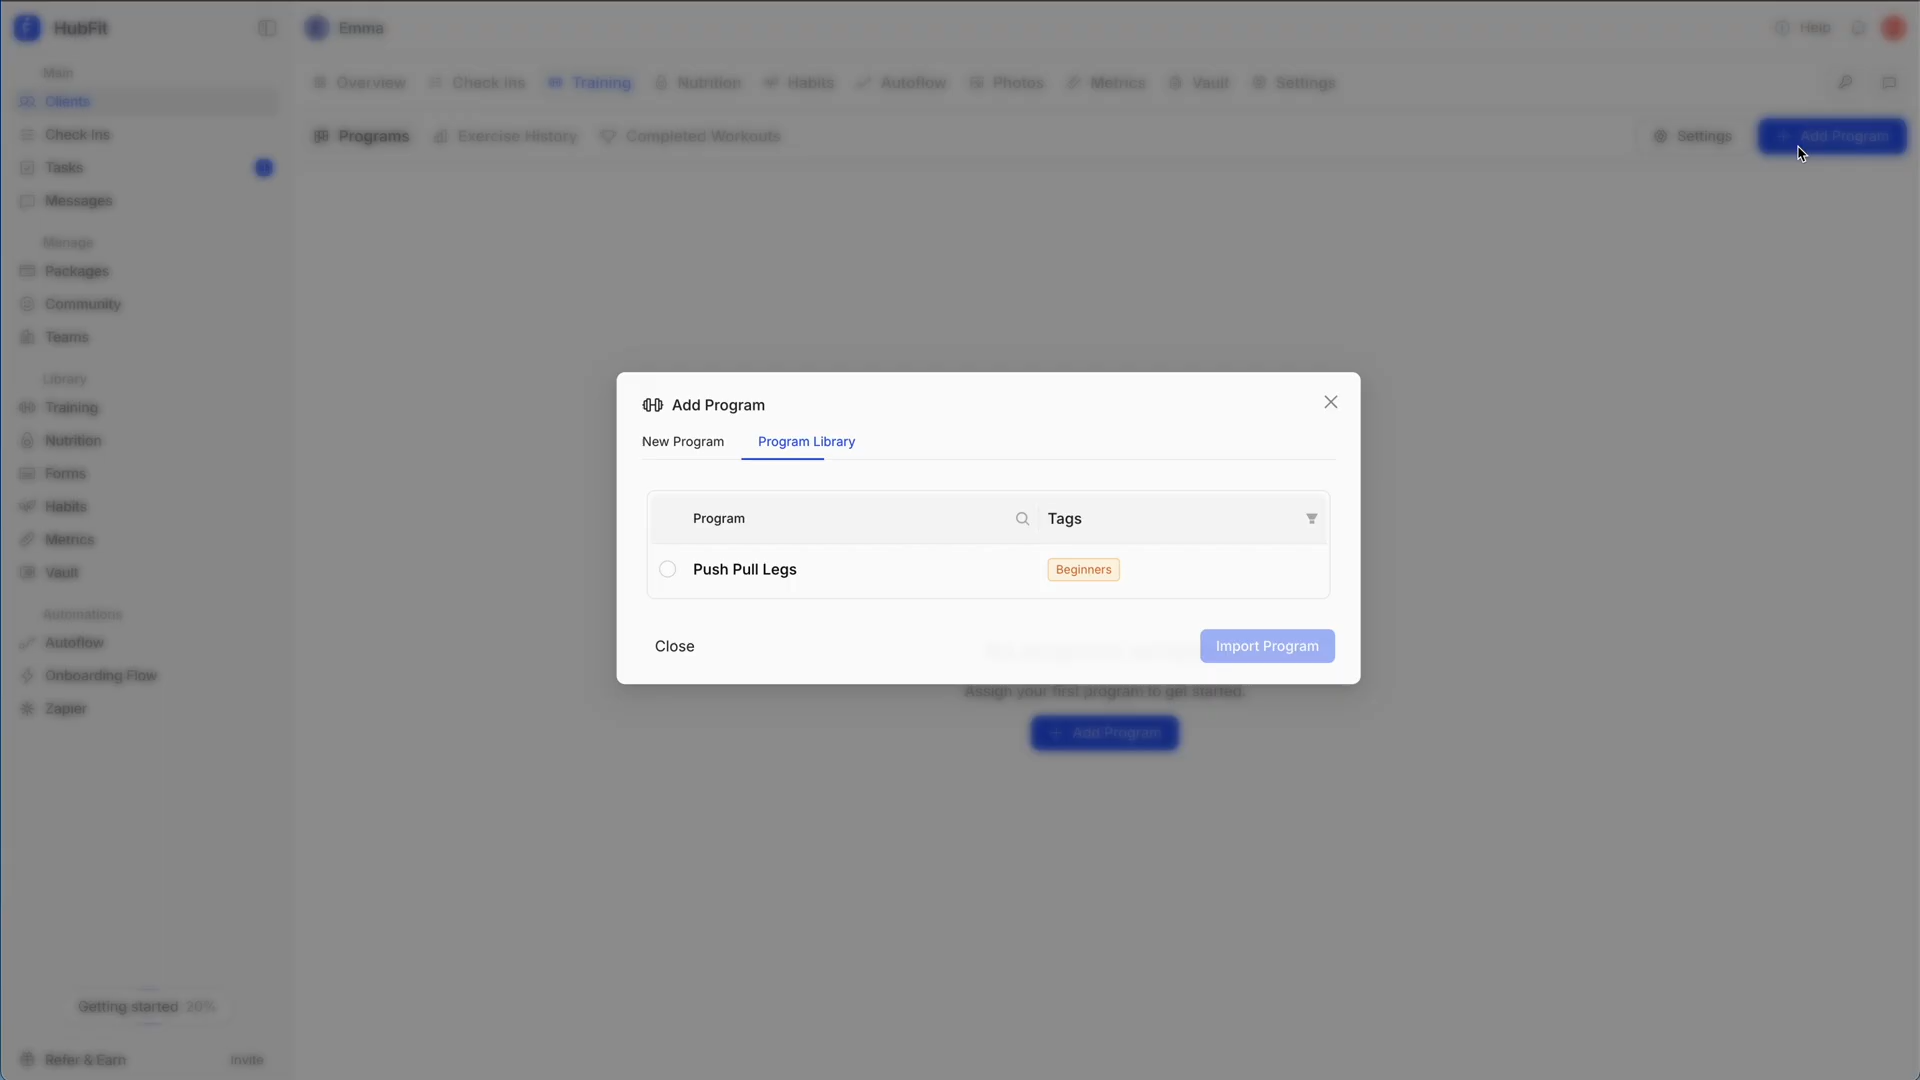 HubFit
Emma
Help
Main
Clients
Check Ins
Tasks
Messages
Manage
Packages
Community
Teams
Library
Training
Nutrition
Forms
Habits
Metrics
Vault
Automations
Autoflow
Onboarding Flow
Zapier
Getting started 20%
Refer & Earn Invite
Overview Check Ins Training Nutrition Habits Autoflow Photos Metrics Vault Settings
Programs Exercise History Completed Workouts Settings + Add Program
Add Program
New Program Program Library
Program Tags
Push Pull Legs Beginners
Close Import Program
Assign your first program to get started.
+ Add Program